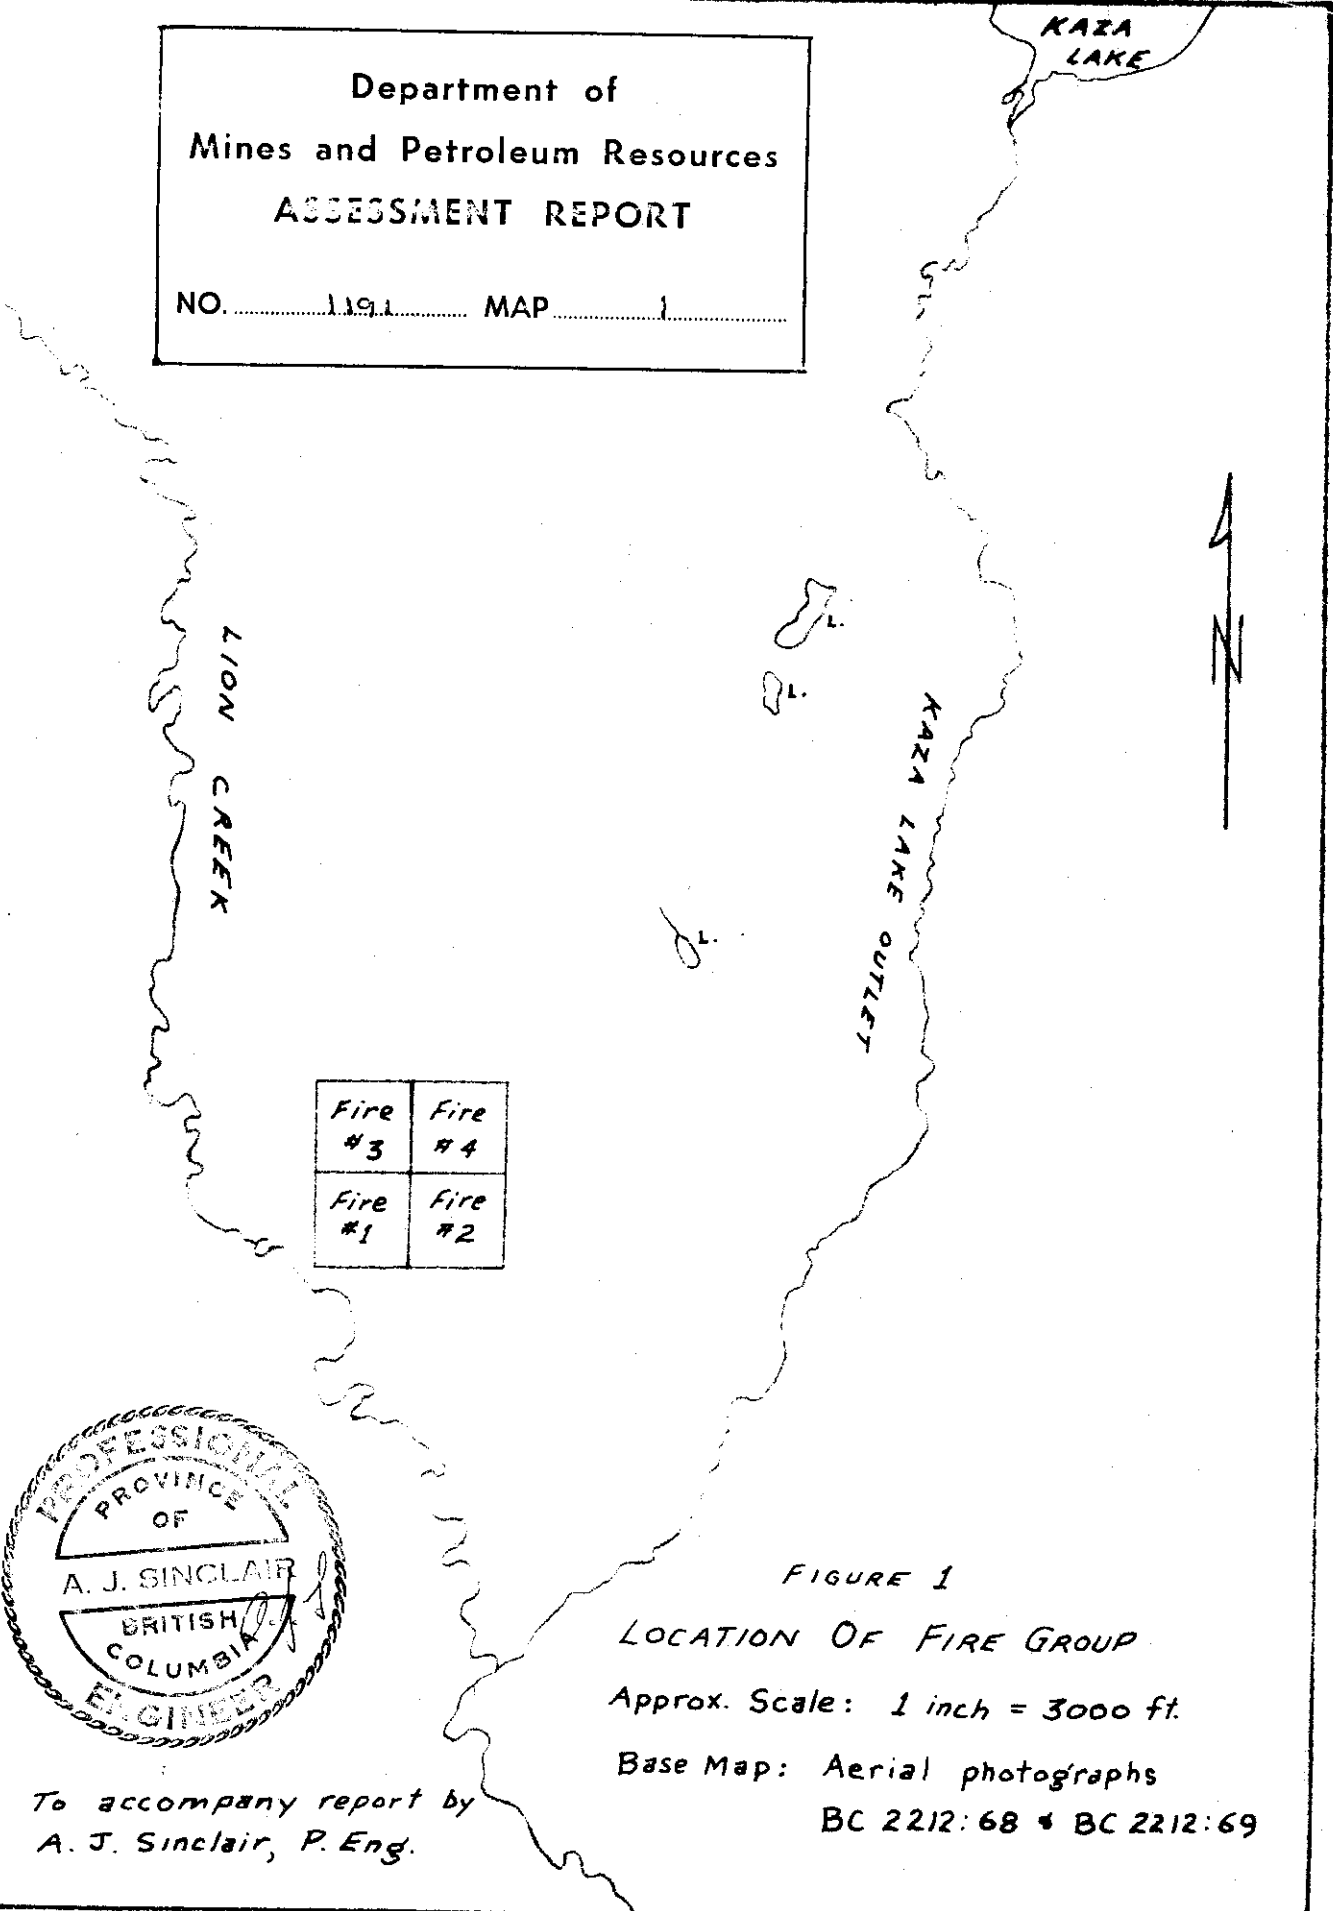 KAZA
LAKE
Department of
Mines and Petroleum Resources
ASSESSMENT REPORT
NO. 1191 MAP 1
N
LION CREEK
L.
L.
KAZA LAKE OUTLET
L.
Fire #3
Fire #4
Fire #1
Fire #2
PROFESSIONAL
PROVINCE
OF
A. J. SINCLAIR
BRITISH
COLUMBIA
ENGINEER
FIGURE 1
LOCATION OF FIRE GROUP
Approx. Scale: 1 inch = 3000 ft.
Base Map: Aerial photographs
BC 2212:68 & BC 2212:69
To accompany report by
A. J. Sinclair, P. Eng.